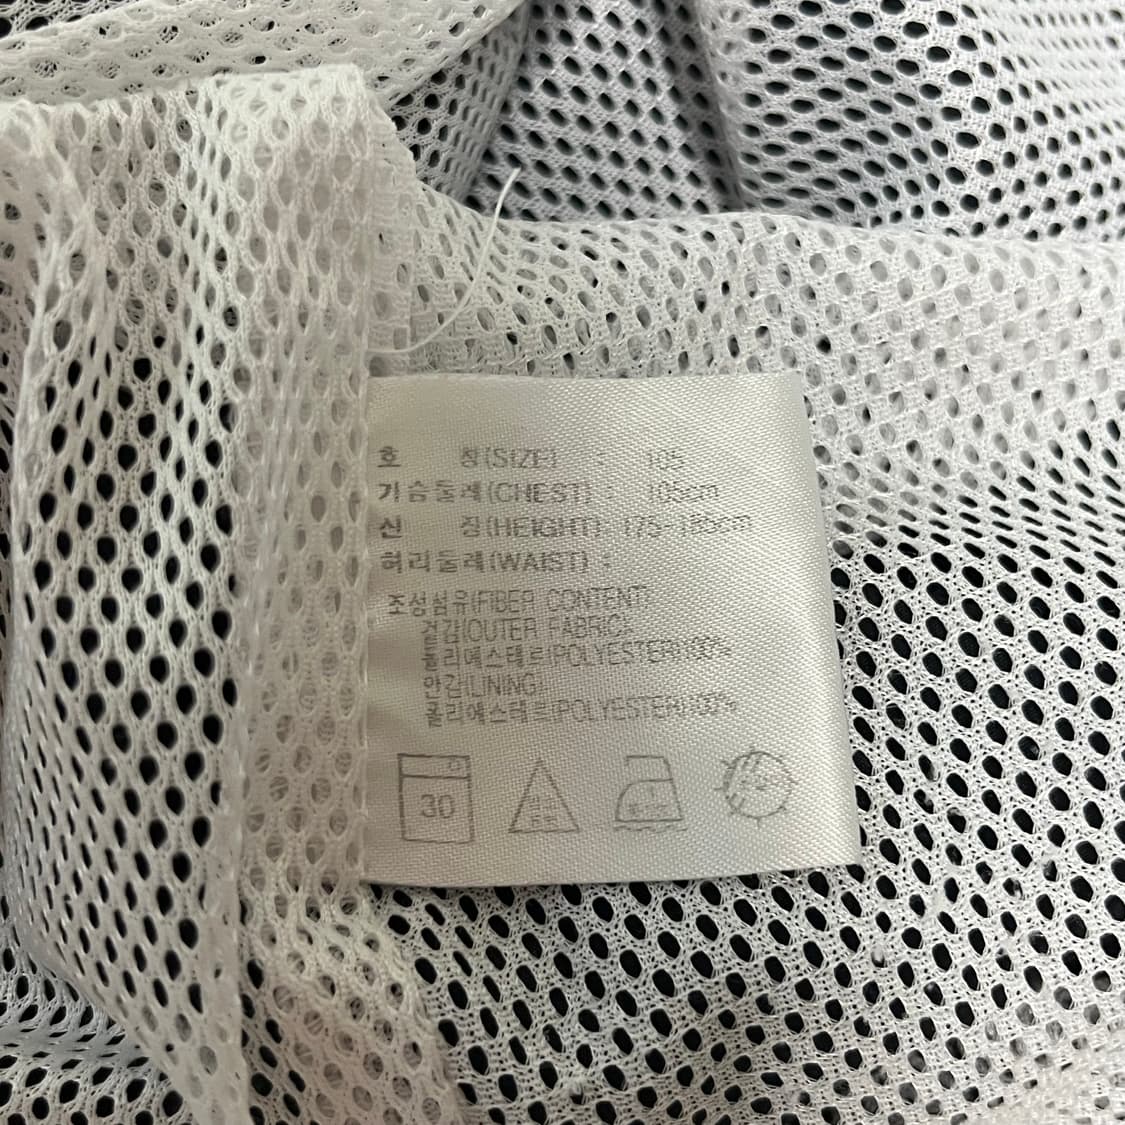 호 칭(SIZE) : 105
가슴둘레(CHEST) : 105cm
신 장(HEIGHT): 175-185cm
허리둘레(WAIST) :
조성섬유(FIBER CONTENT)
겉감(OUTER FABRIC):
폴리에스테르(POLYESTER)100%
안감(LINING):
폴리에스테르(POLYESTER)100%
30